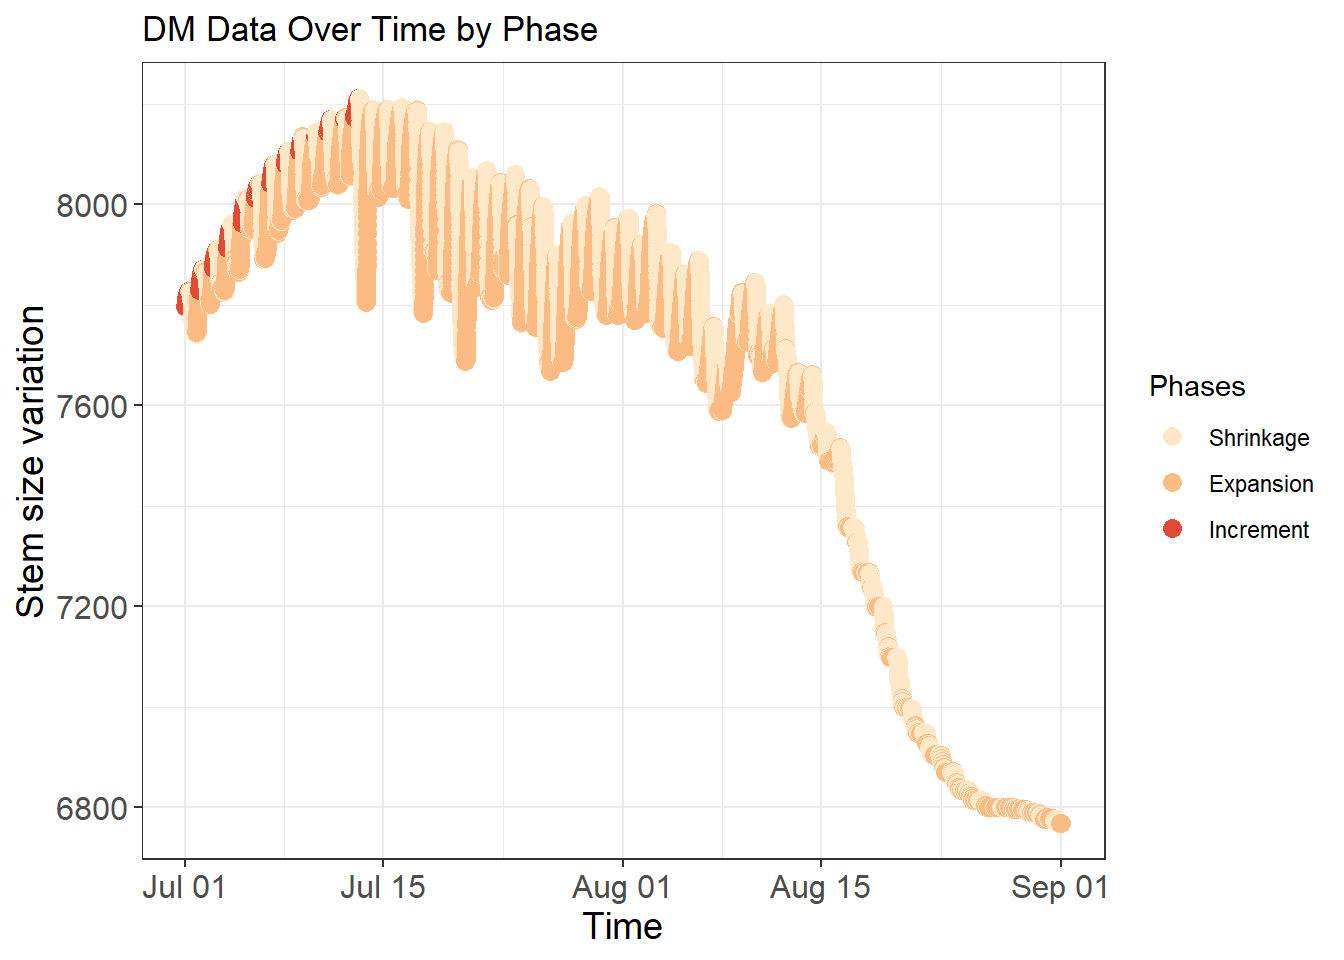 DM Data Over Time by Phase
Stem size variation
8000
7600
7200
6800
Jul 01
Jul 15
Aug 01
Aug 15
Sep 01
Time
Phases
Shrinkage
Expansion
Increment